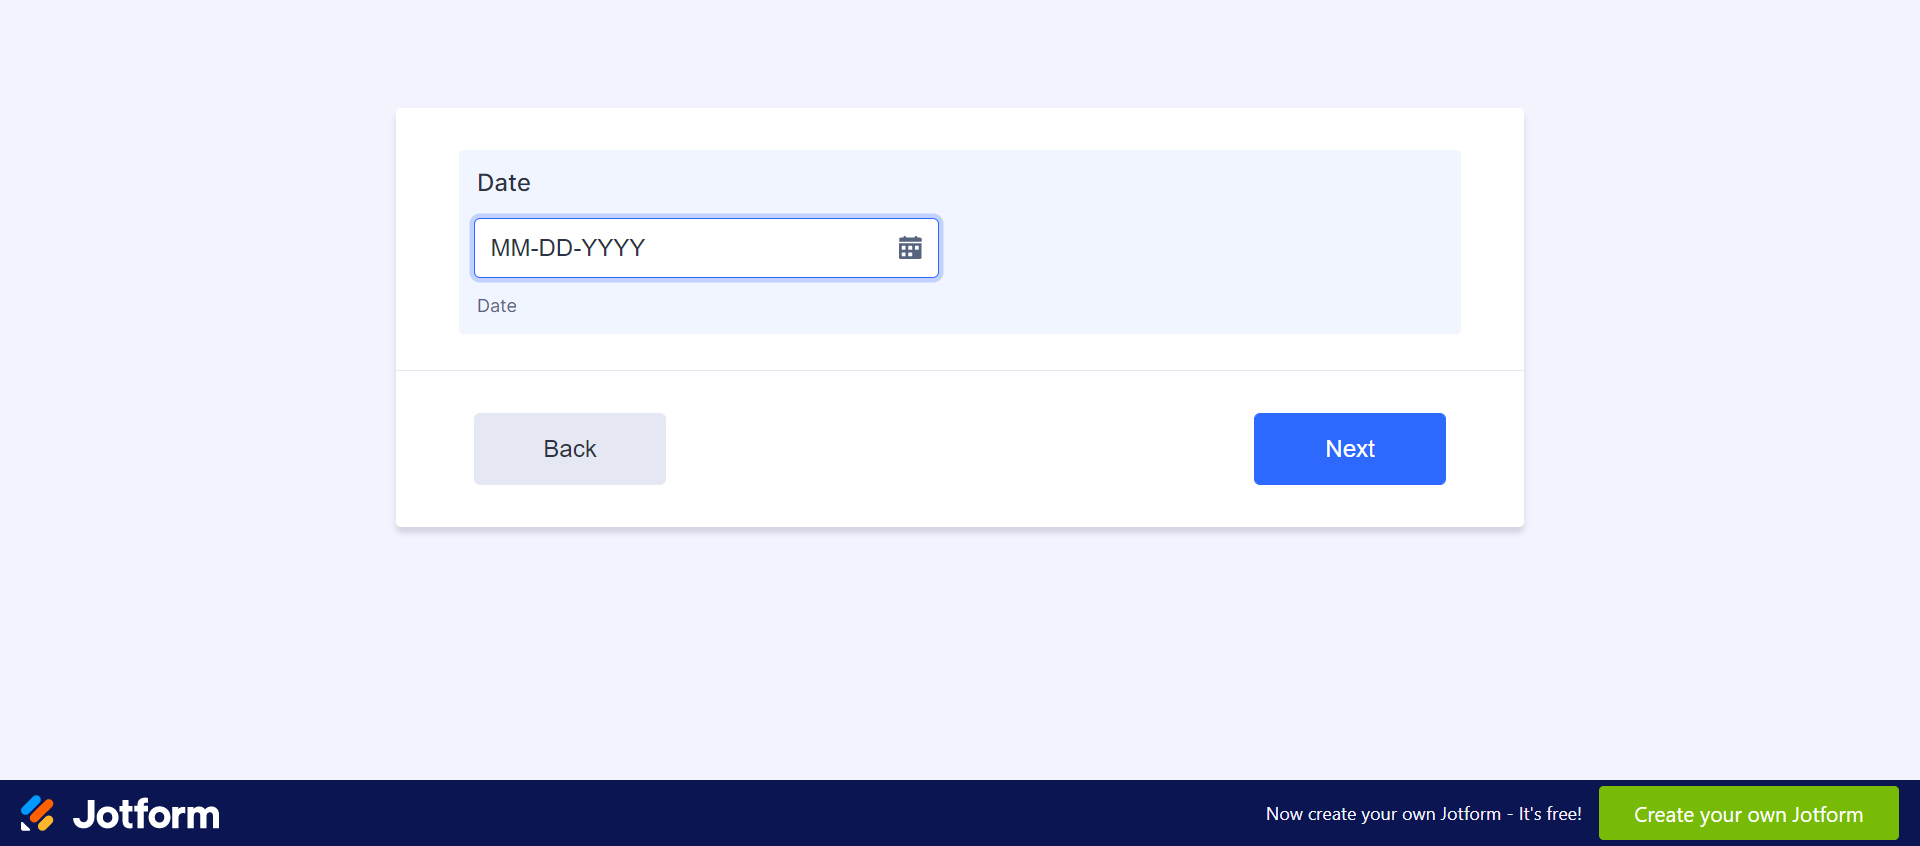 Date
MM-DD-YYYY
Date
Back
Next
Jotform
Now create your own Jotform - It's free!
Create your own Jotform